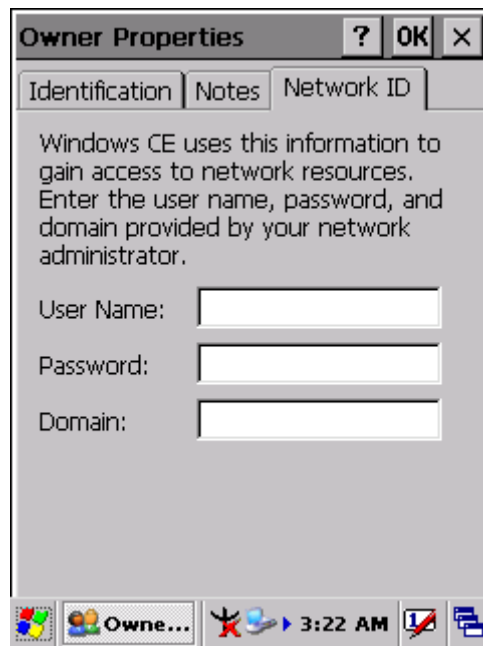 Owner Properties ? OK ×
Identification Notes Network ID
Windows CE uses this information to
gain access to network resources.
Enter the user name, password, and
domain provided by your network
administrator.
User Name:
Password:
Domain:
Owne... 3:22 AM